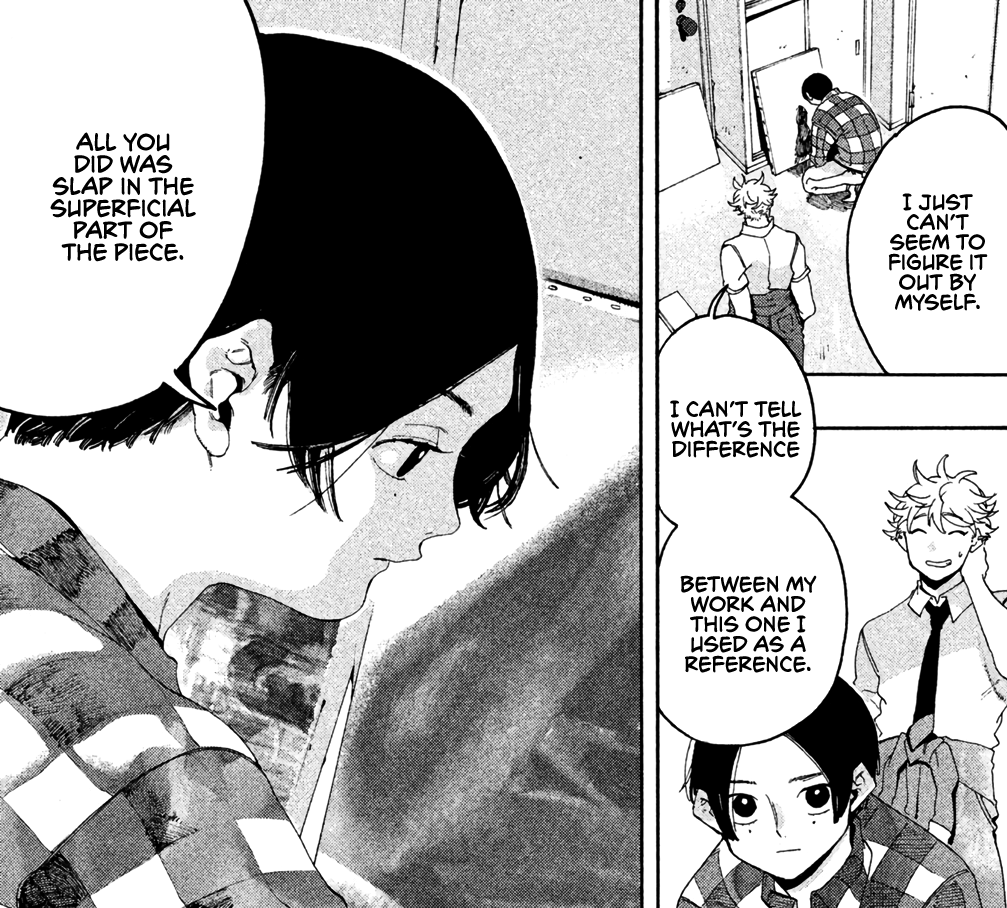 I JUST
CAN'T
SEEM TO
FIGURE IT
OUT BY
MYSELF.
I CAN'T TELL
WHAT'S THE
DIFFERENCE
BETWEEN MY
WORK AND
THIS ONE I
USED AS A
REFERENCE.
ALL YOU
DID WAS
SLAP IN THE
SUPERFICIAL
PART OF
THE PIECE.